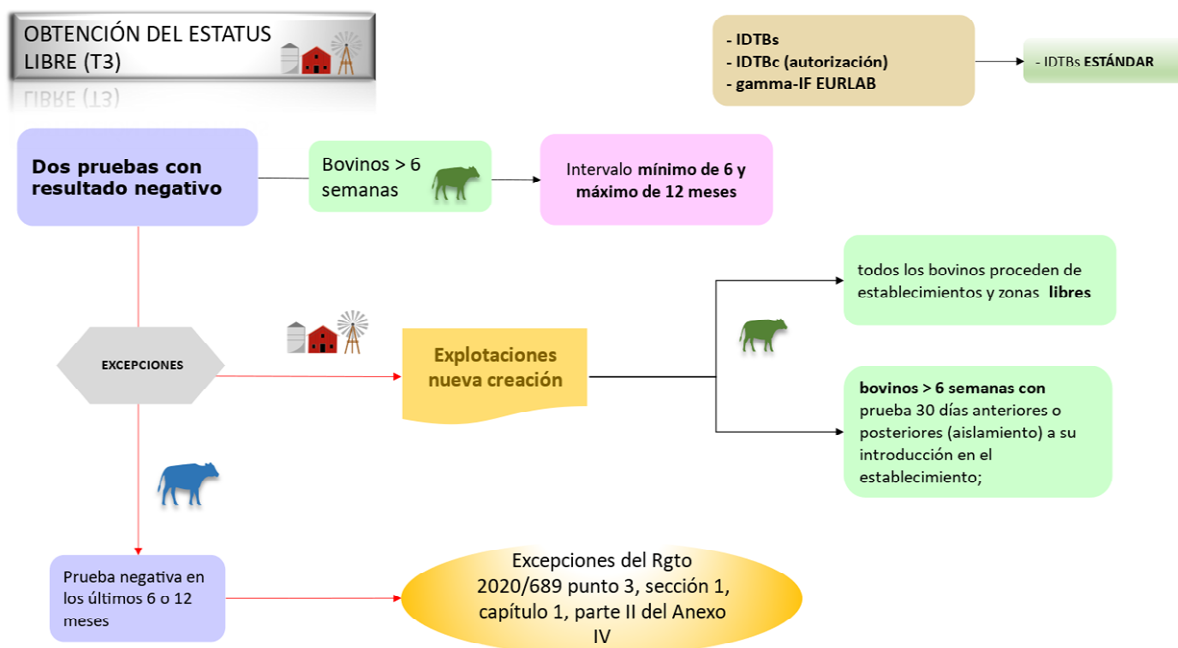 OBTENCIÓN DEL ESTATUS
LIBRE (T3)
- IDTBs
- IDTBc (autorización)
- gamma-IF EURLAB
- IDTBs ESTÁNDAR
Dos pruebas con
resultado negativo
Bovinos > 6
semanas
Intervalo mínimo de 6 y
máximo de 12 meses
todos los bovinos proceden de
establecimientos y zonas libres
EXCEPCIONES
Explotaciones
nueva creación
bovinos > 6 semanas con
prueba 30 días anteriores o
posteriores (aislamiento) a su
introducción en el
establecimiento;
Prueba negativa en
los últimos 6 o 12
meses
Excepciones del Rgto
2020/689 punto 3, sección 1,
capítulo 1, parte II del Anexo
IV